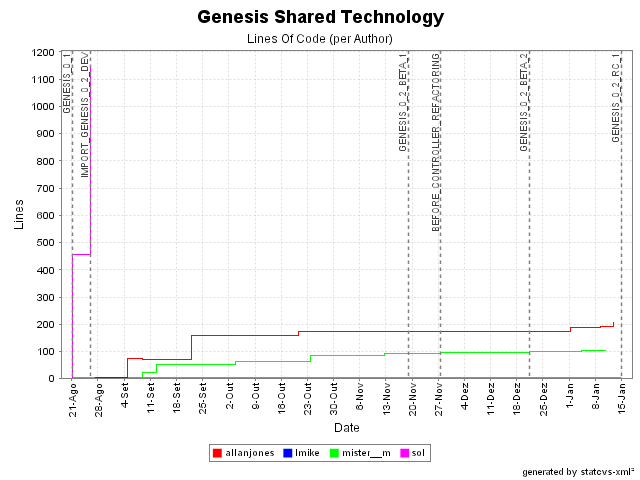 Genesis Shared Technology
Lines Of Code (per Author)
1200
1100
1000
900
800
700
600
500
400
300
200
100
0
Lines
GENESIS_0_1
IMPORT_GENESIS_0_2_DEV
GENESIS_0_2_BETA_1
BEFORE_CONTROLLER_REFACTORING
GENESIS_0_2_BETA_2
GENESIS_0_2_RC_1
21-Ago
28-Ago
4-Set
11-Set
18-Set
25-Set
2-Out
9-Out
16-Out
23-Out
30-Out
6-Nov
13-Nov
20-Nov
27-Nov
4-Dez
11-Dez
18-Dez
25-Dez
1-Jan
8-Jan
15-Jan
Date
allanjones lmike mister__m sol
generated by statcvs-xml²